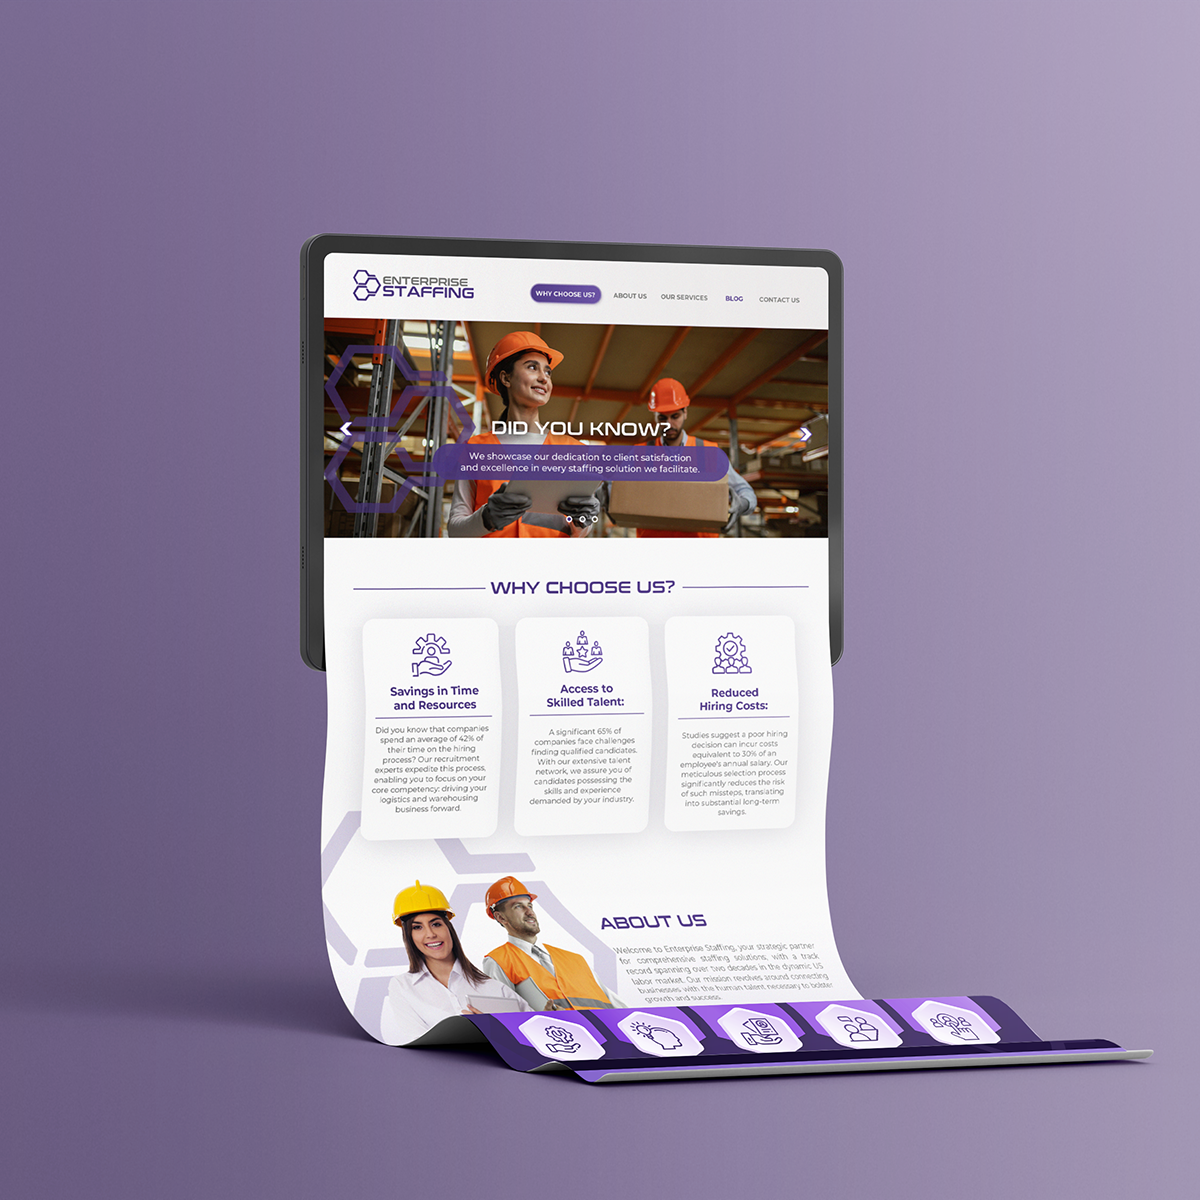 ENTERPRISE
STAFFING
WHY CHOOSE US?
ABOUT US
OUR SERVICES
BLOG
CONTACT US
DID YOU KNOW?
We showcase our dedication to client satisfaction
and excellence in every staffing solution we facilitate.
WHY CHOOSE US?
Savings in Time
and Resources
Did you know that companies
spend an average of 42% of
their time on the hiring
process? Our recruitment
experts expedite this process,
enabling you to focus on your
core competency: driving your
logistics and warehousing
business forward.
Access to
Skilled Talent:
A significant 65% of
companies face challenges
finding qualified candidates.
With our extensive talent
network, we assure you of
candidates possessing the
skills and experience
demanded by your industry.
Reduced
Hiring Costs:
Studies suggest a poor hiring
decision can incur costs
equivalent to 30% of an
employee's annual salary. Our
meticulous selection process
significantly reduces the risk
of such missteps, translating
into substantial long-term
savings.
ABOUT US
Welcome to Enterprise Staffing, your strategic partner
for comprehensive staffing solutions, with a track
record spanning over two decades in the dynamic US
labor market. Our mission revolves around connecting
businesses with the human talent necessary to bolster
growth and success.